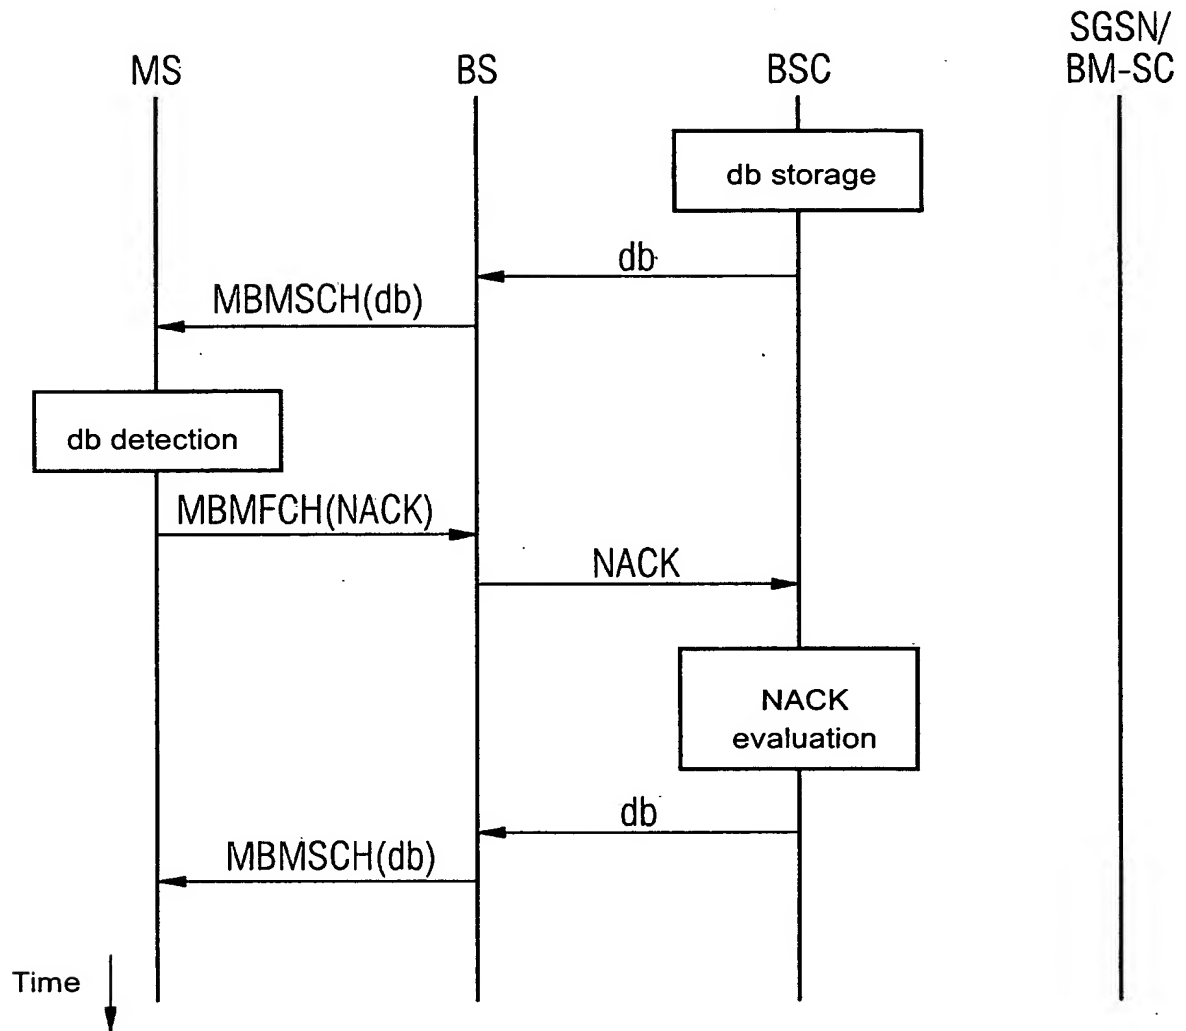 SGSN/
MS BS BSC BM-SC
db storage
db
MBMSCH(db)
db detection
MBMFCH(NACK)
NACK
NACK
evaluation
db
MBMSCH(db)
Time